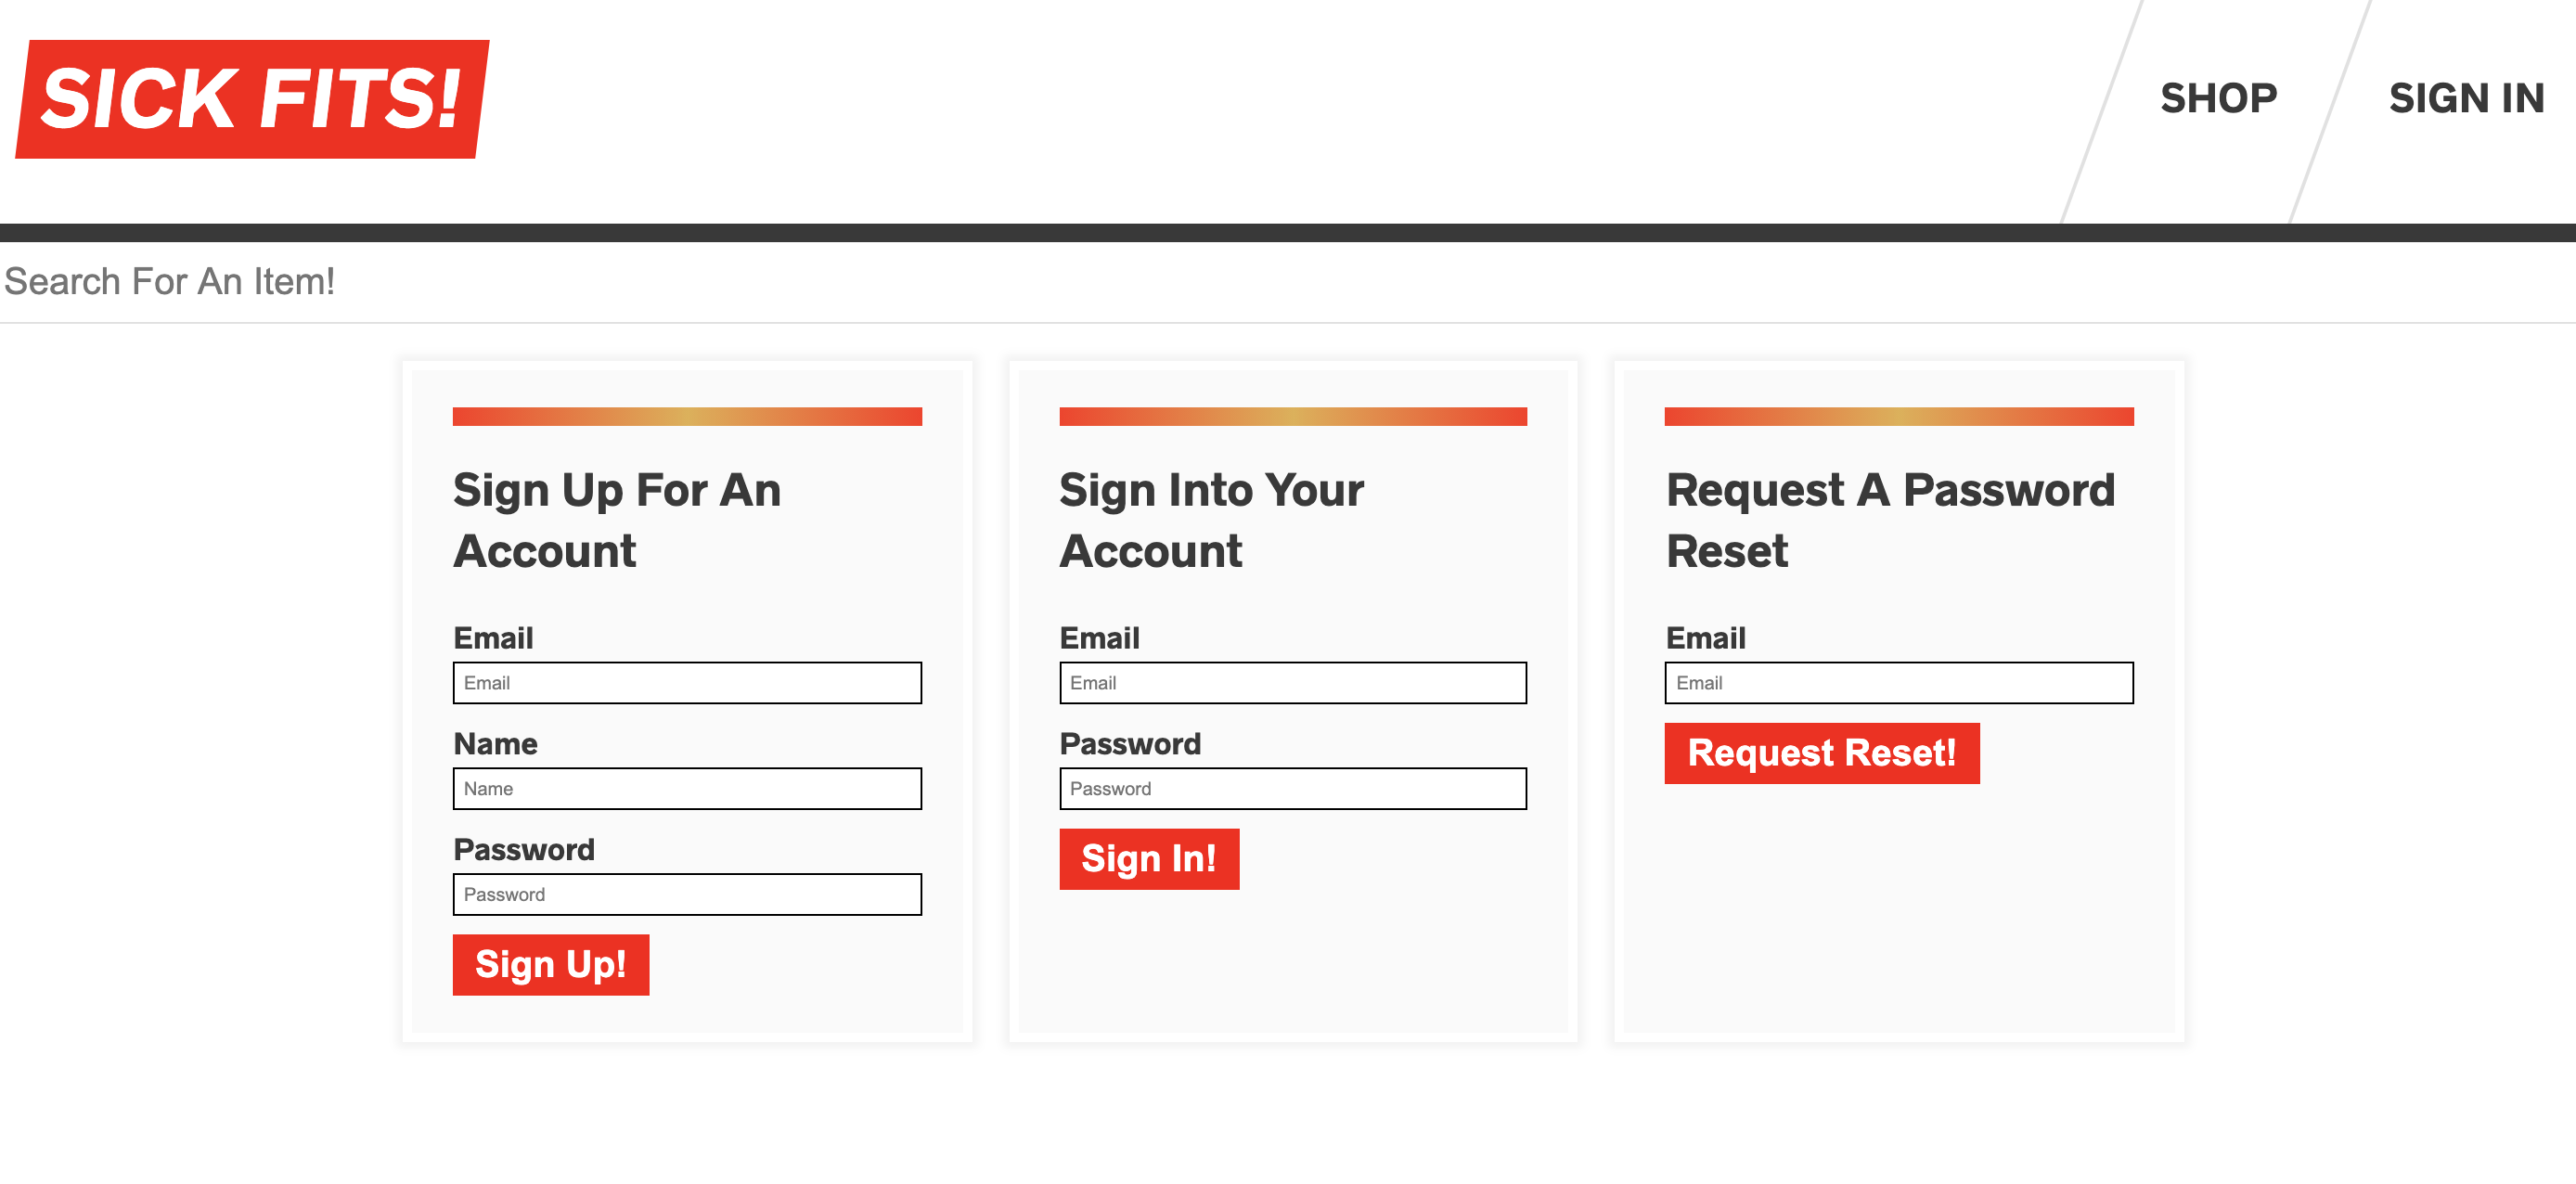 SICK FITS!
SHOP
SIGN IN
Search For An Item!
Sign Up For An
Account
Email
Email
Name
Name
Password
Password
Sign Up!
Sign Into Your
Account
Email
Email
Password
Password
Sign In!
Request A Password
Reset
Email
Email
Request Reset!